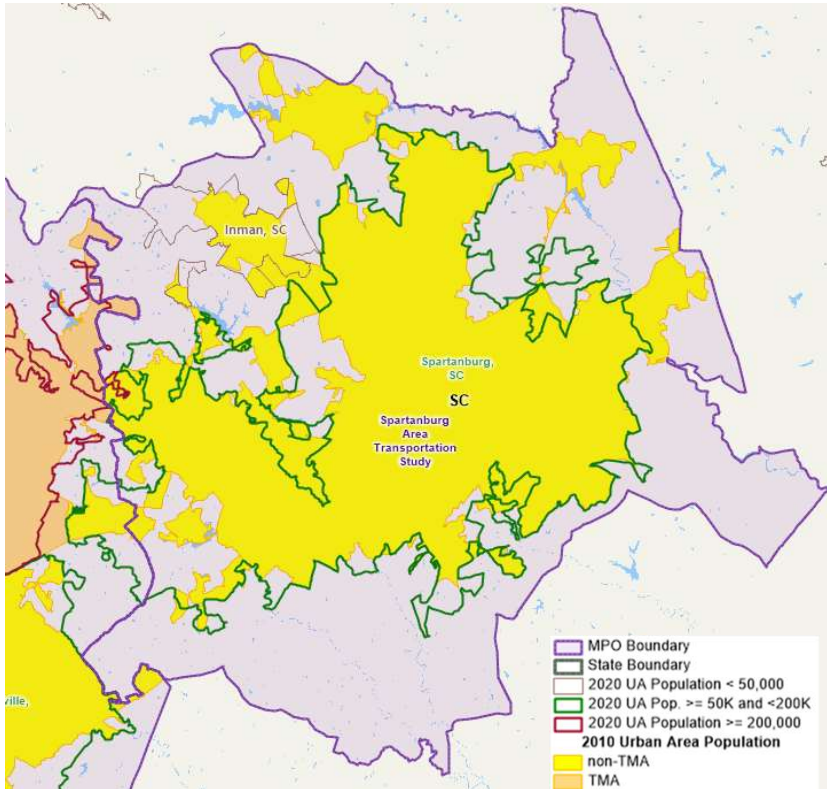 Inman, SC
Spartanburg,
SC
SC
Spartanburg
Area
Transportation
Study
ville,
MPO Boundary
State Boundary
2020 UA Population < 50,000
2020 UA Pop. >= 50K and <200K
2020 UA Population >= 200,000
2010 Urban Area Population
non-TMA
TMA